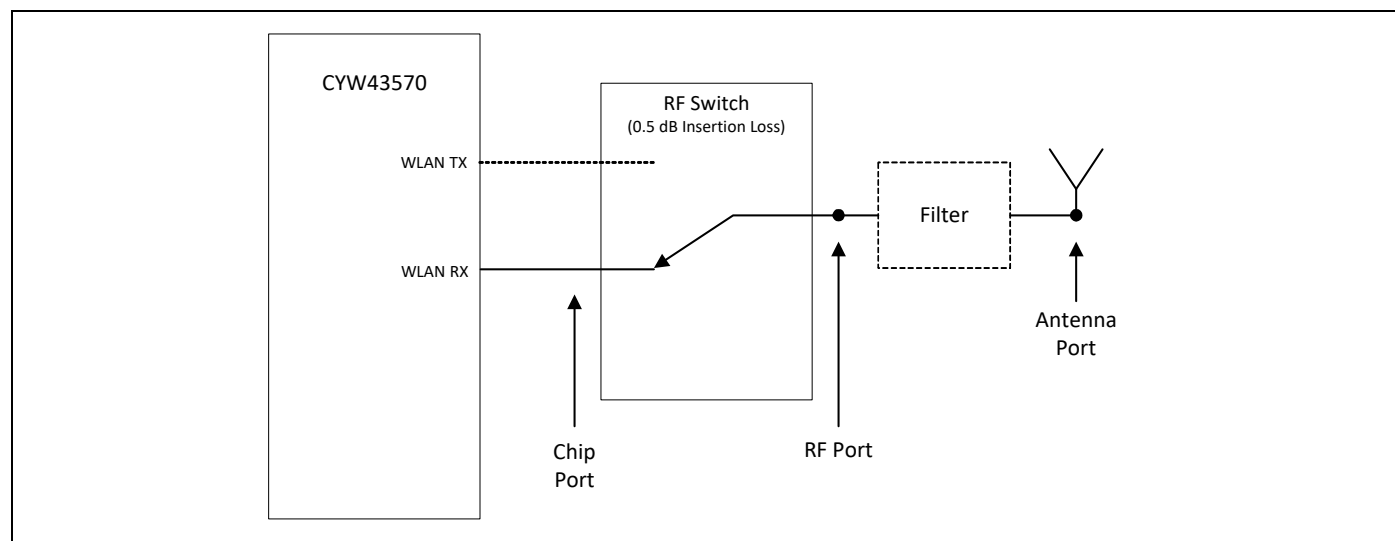 CYW43570
RF Switch
(0.5 dB Insertion Loss)
WLAN TX
Filter
WLAN RX
Antenna
Port
Chip
Port
RF Port